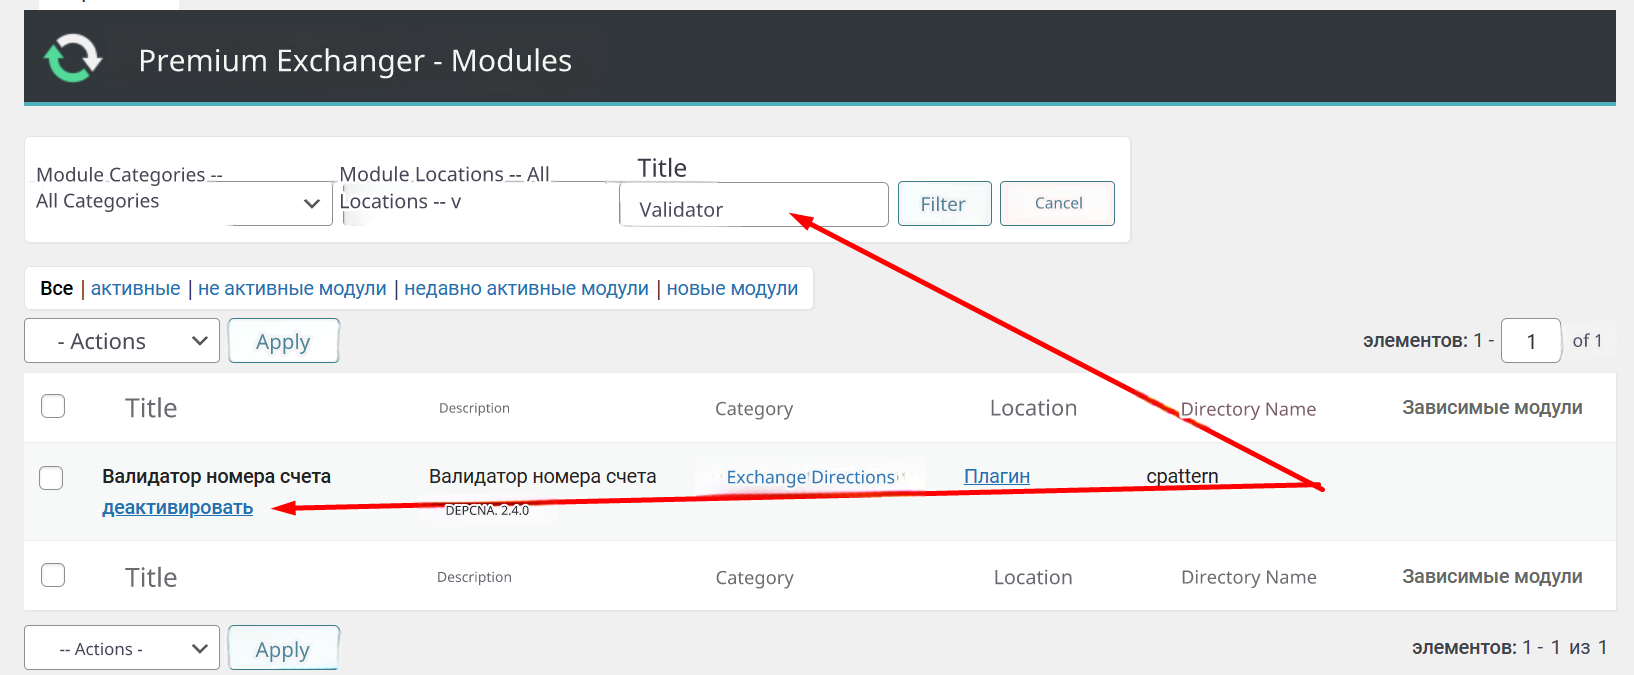 Premium Exchanger - Modules
Module Categories --
All Categories
Module Locations -- All
Locations -- v
Title
Validator
Filter
Cancel
Все | активные | не активные модули | недавно активные модули | новые модули
- Actions
Apply
элементов: 1 - 1 of 1
Title Description Category Location Directory Name Зависимые модули
Валидатор номера счета Валидатор номера счета Exchange Directions Плагин cpattern
деактивировать DEPCNA. 2.4.0
Title Description Category Location Directory Name Зависимые модули
-- Actions -
Apply
элементов: 1 - 1 из 1